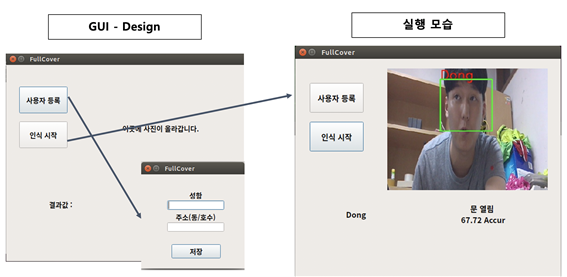 GUI - Design
실행 모습
FullCover
사용자 등록
인식 시작
이곳에 사진이 올라갑니다.
결과값 :
FullCover
성함
주소(동/호수)
저장
FullCover
사용자 등록
인식 시작
Dong
Dong
문 열림
67.72 Accur